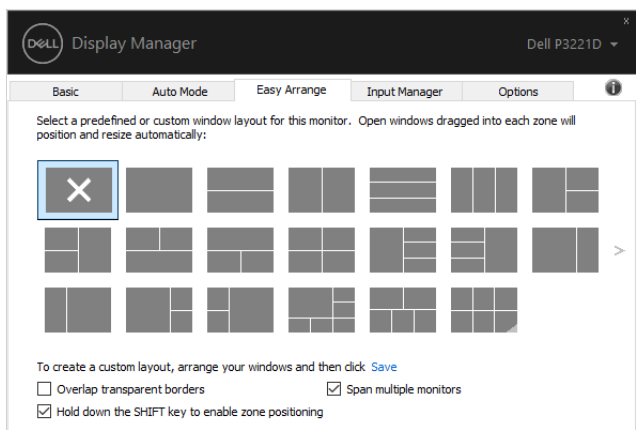 x
DELL Display Manager Dell P3221D
Basic Auto Mode Easy Arrange Input Manager Options i
Select a predefined or custom window layout for this monitor. Open windows dragged into each zone will
position and resize automatically:
>
To create a custom layout, arrange your windows and then click Save
Overlap transparent borders Span multiple monitors
Hold down the SHIFT key to enable zone positioning